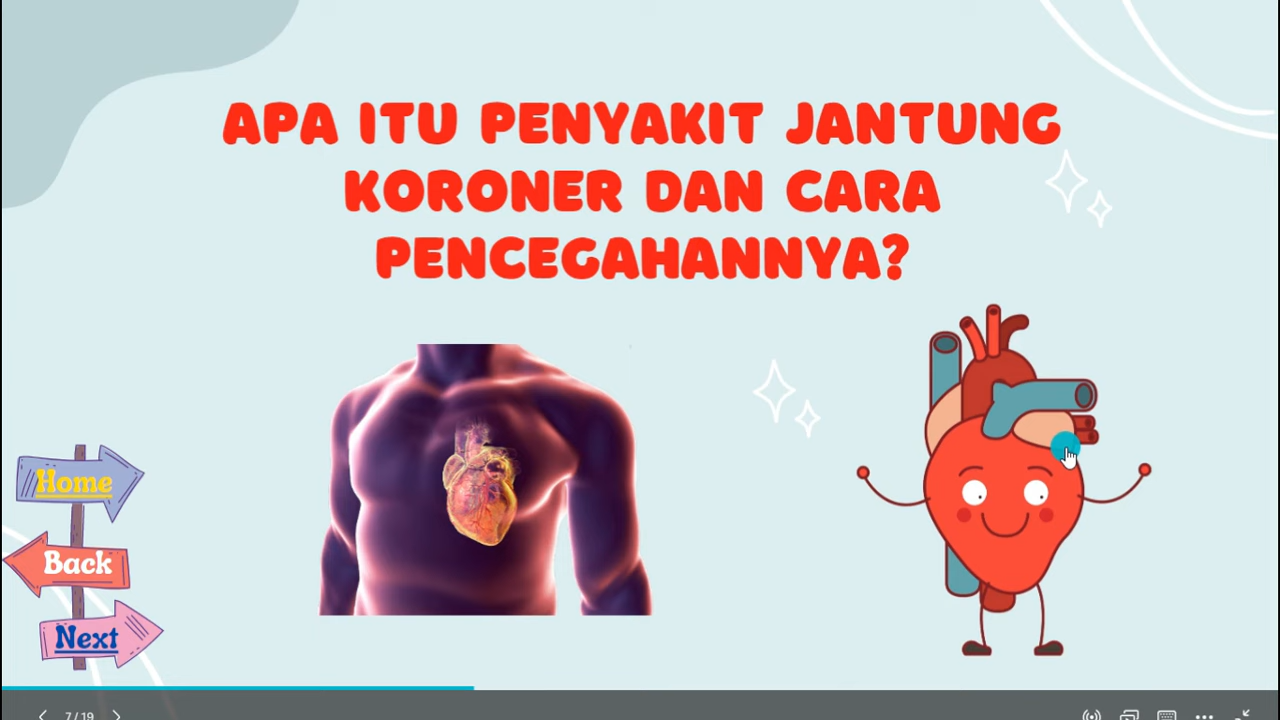 APA ITU PENYAKIT JANTUNG
KORONER DAN CARA
PENCEGAHANNYA?
Home
Back
Next
7 / 19